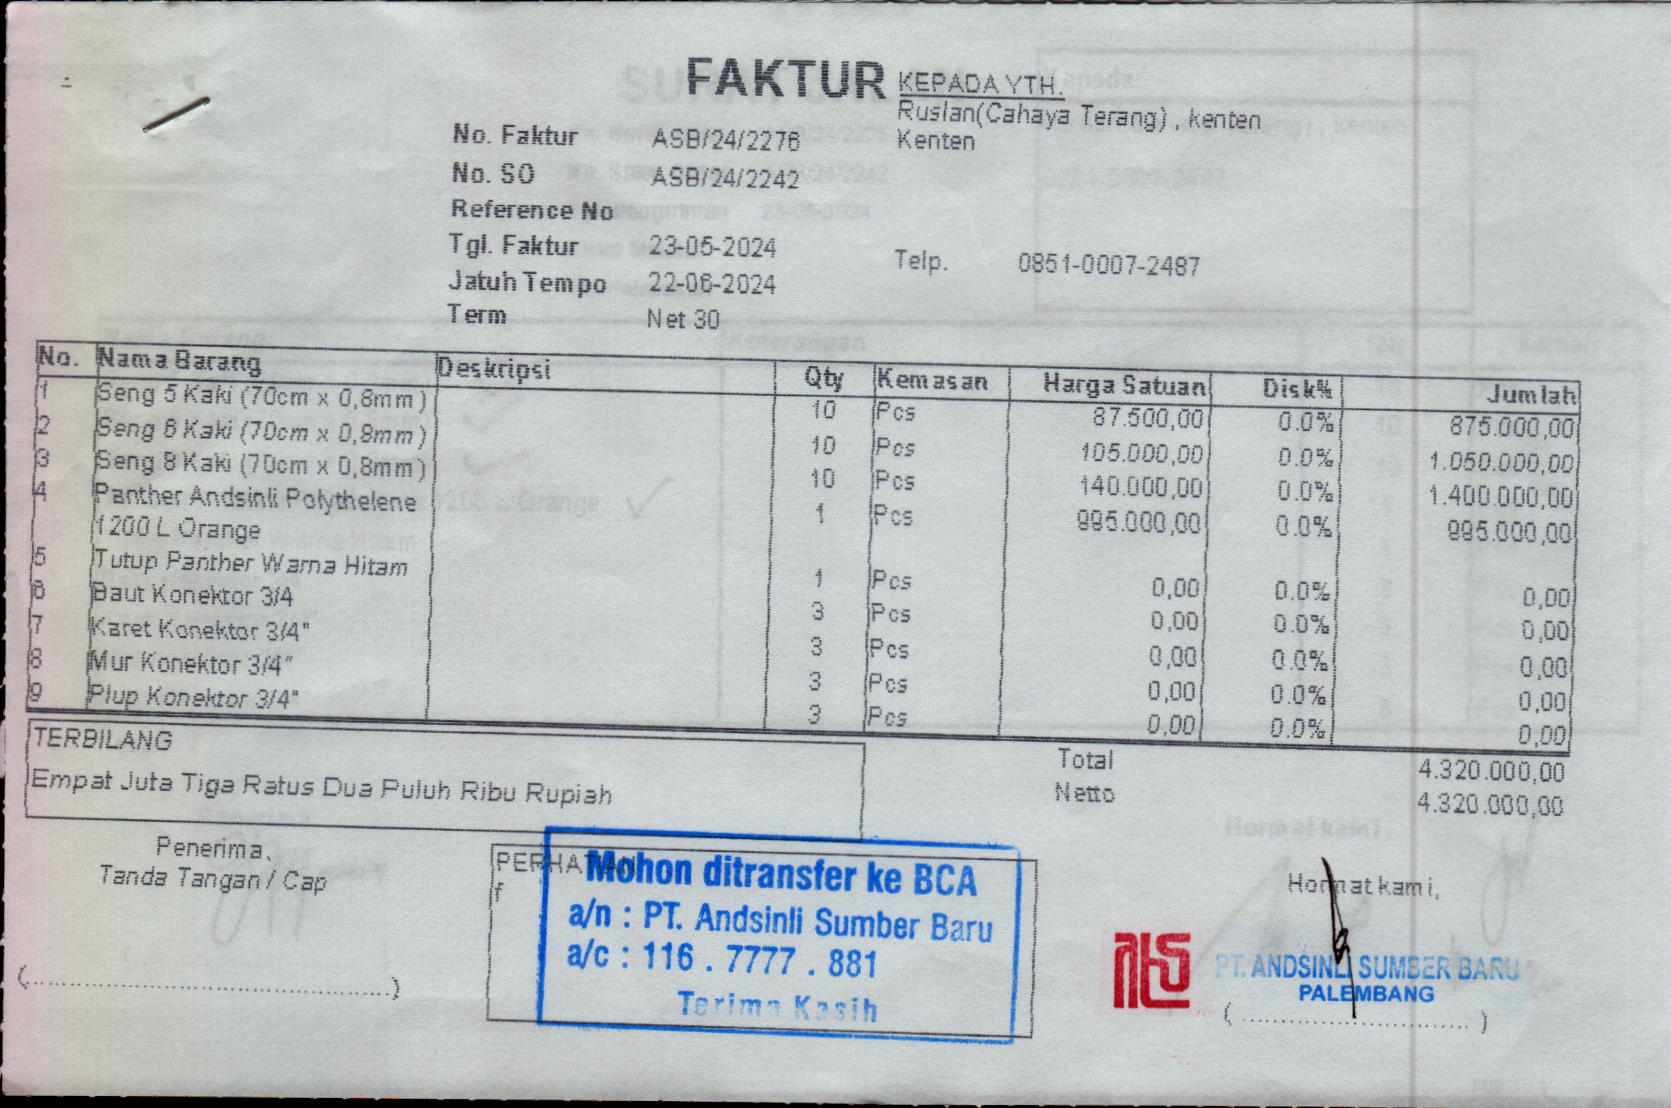 FAKTUR
KEPADA YTH.
Ruslan(Cahaya Terang) , kenten
Kenten
No. Faktur ASB/24/2276
No. SO ASB/24/2242
Reference No
Tgl. Faktur 23-05-2024
Telp. 0851-0007-2487
Jatuh Tempo 22-06-2024
Term Net 30
No. Nama Barang Deskripsi Qty Kemasan Harga Satuan Disk% Jumlah
1 Seng 5 Kaki (70cm x 0,8mm) 10 Pcs 87.500,00 0.0% 875.000,00
2 Seng 6 Kaki (70cm x 0,8mm) 10 Pcs 105.000,00 0.0% 1.050.000,00
3 Seng 8 Kaki (70cm x 0,8mm) 10 Pcs 140.000,00 0.0% 1.400.000,00
4 Panther Andsinli Polythelene 1 Pcs 995.000,00 0.0% 995.000,00
1200 L Orange
5 Tutup Panther Warna Hitam 1 Pcs 0,00 0.0% 0,00
6 Baut Konektor 3/4 3 Pcs 0,00 0.0% 0,00
7 Karet Konektor 3/4" 3 Pcs 0,00 0.0% 0,00
8 Mur Konektor 3/4" 3 Pcs 0,00 0.0% 0,00
9 Plup Konektor 3/4" 3 Pcs 0,00 0.0% 0,00
TERBILANG
Empat Juta Tiga Ratus Dua Puluh Ribu Rupiah
Total 4.320.000,00
Netto 4.320.000,00
Penerima,
Tanda Tangan / Cap
(........................................)
PERHATIAN
f
Mohon ditransfer ke BCA
a/n : PT. Andsinli Sumber Baru
a/c : 116 . 7777 . 881
Terima Kasih
Hormat kami,
PT. ANDSINLI SUMBER BARU
PALEMBANG
( ............................ )